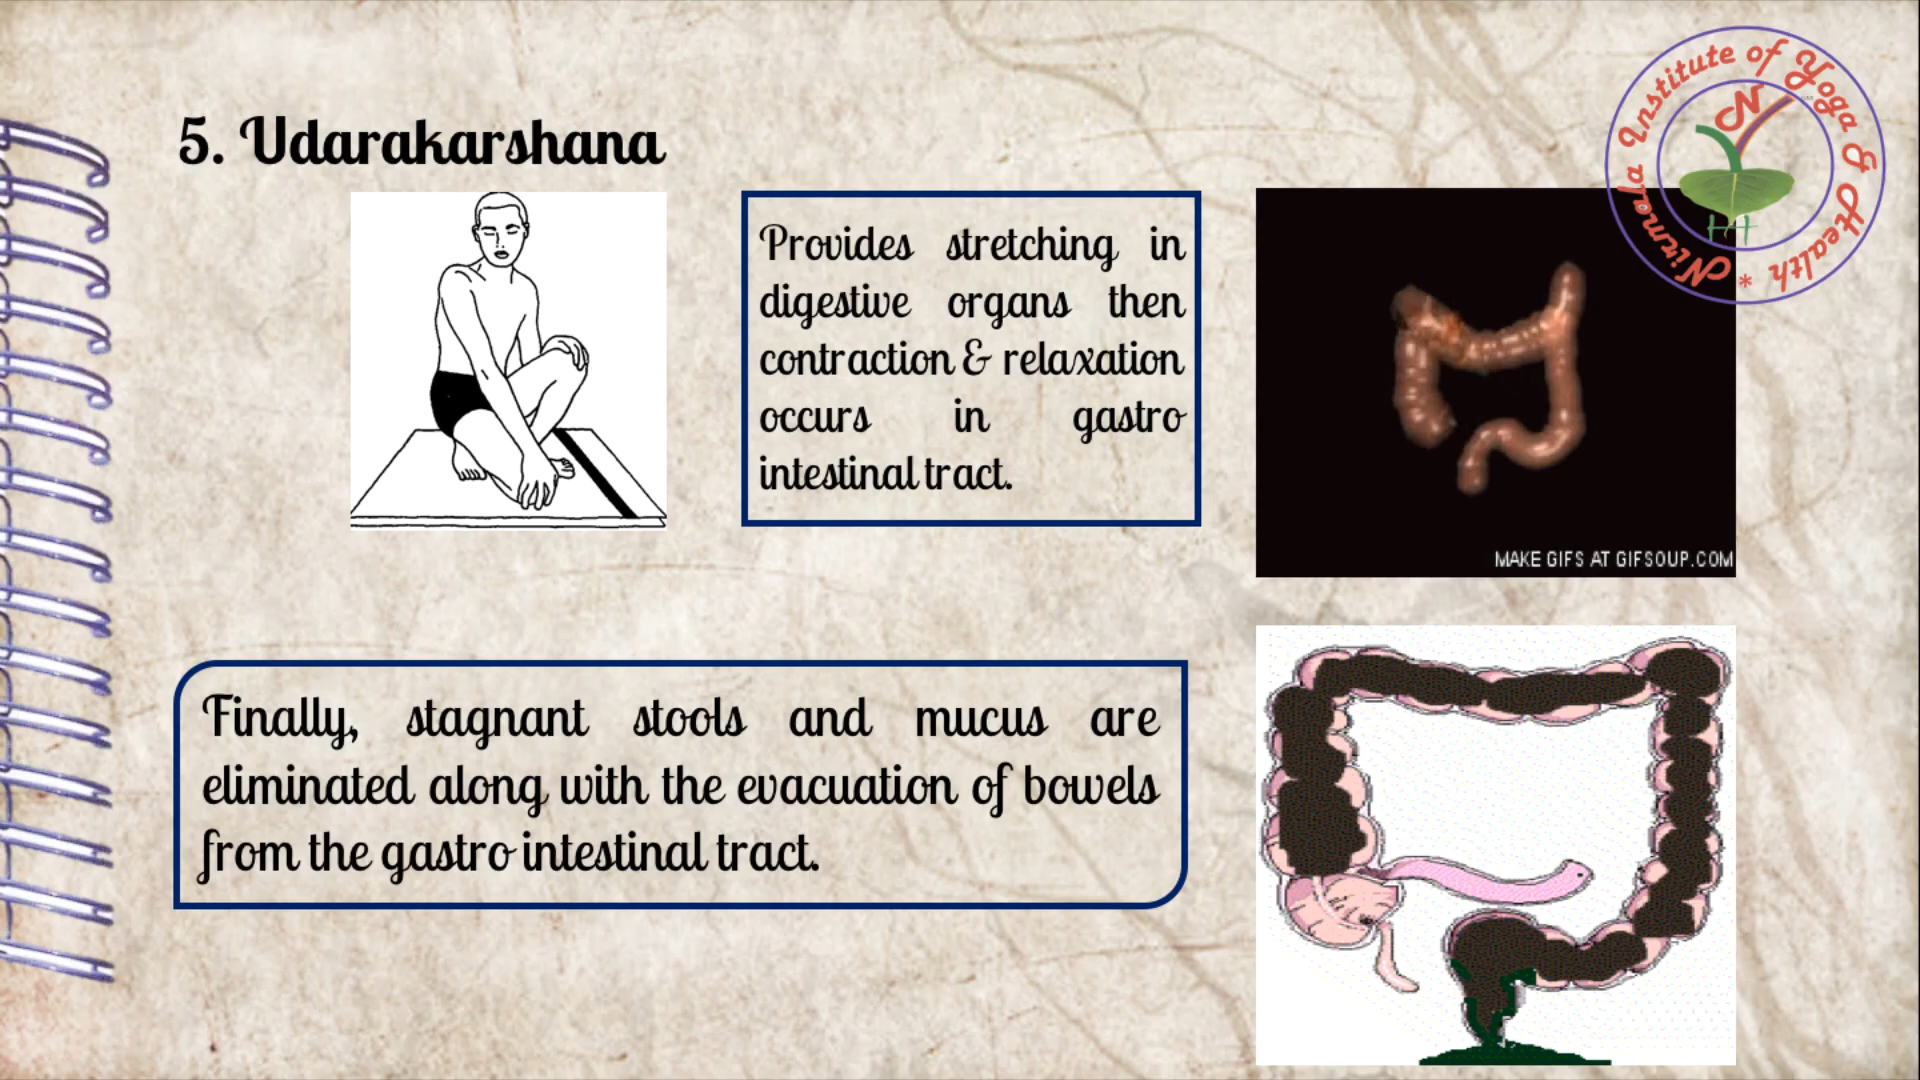 5. Udarakarshana
Provides stretching in
digestive organs then
contraction & relaxation
occurs in gastro
intestinal tract.
Nirmala Institute of Yoga & Health *
N
H
MAKE GIFS AT GIFSOUP.COM
Finally, stagnant stools and mucus are
eliminated along with the evacuation of bowels
from the gastro intestinal tract.